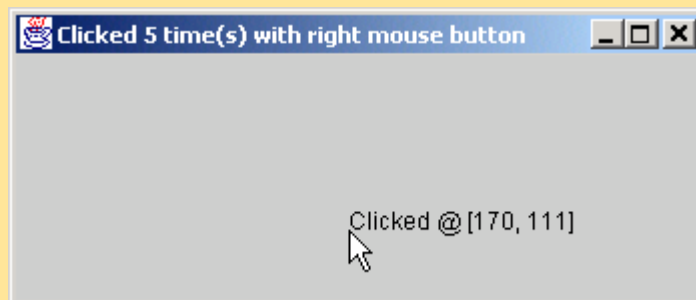 Clicked 5 time(s) with right mouse button
Clicked @ [170, 111]